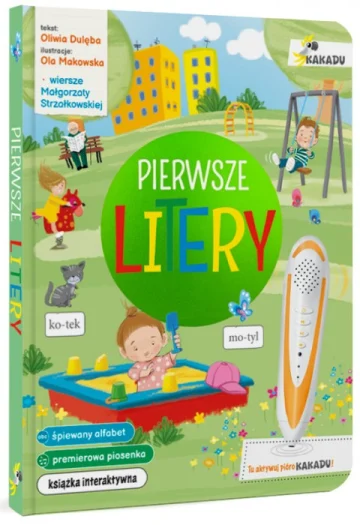 tekst:
Oliwia Dulęba
ilustracje:
Ola Makowska
wiersze
Małgorzaty
Strzałkowskiej
KAKADU
PIERWSZE
LITERY
ko-tek
mo-tyl
śpiewany alfabet
premierowa piosenka
książka interaktywna
Tu aktywuj pióro KAKADU!
PIERWSZE LITERY